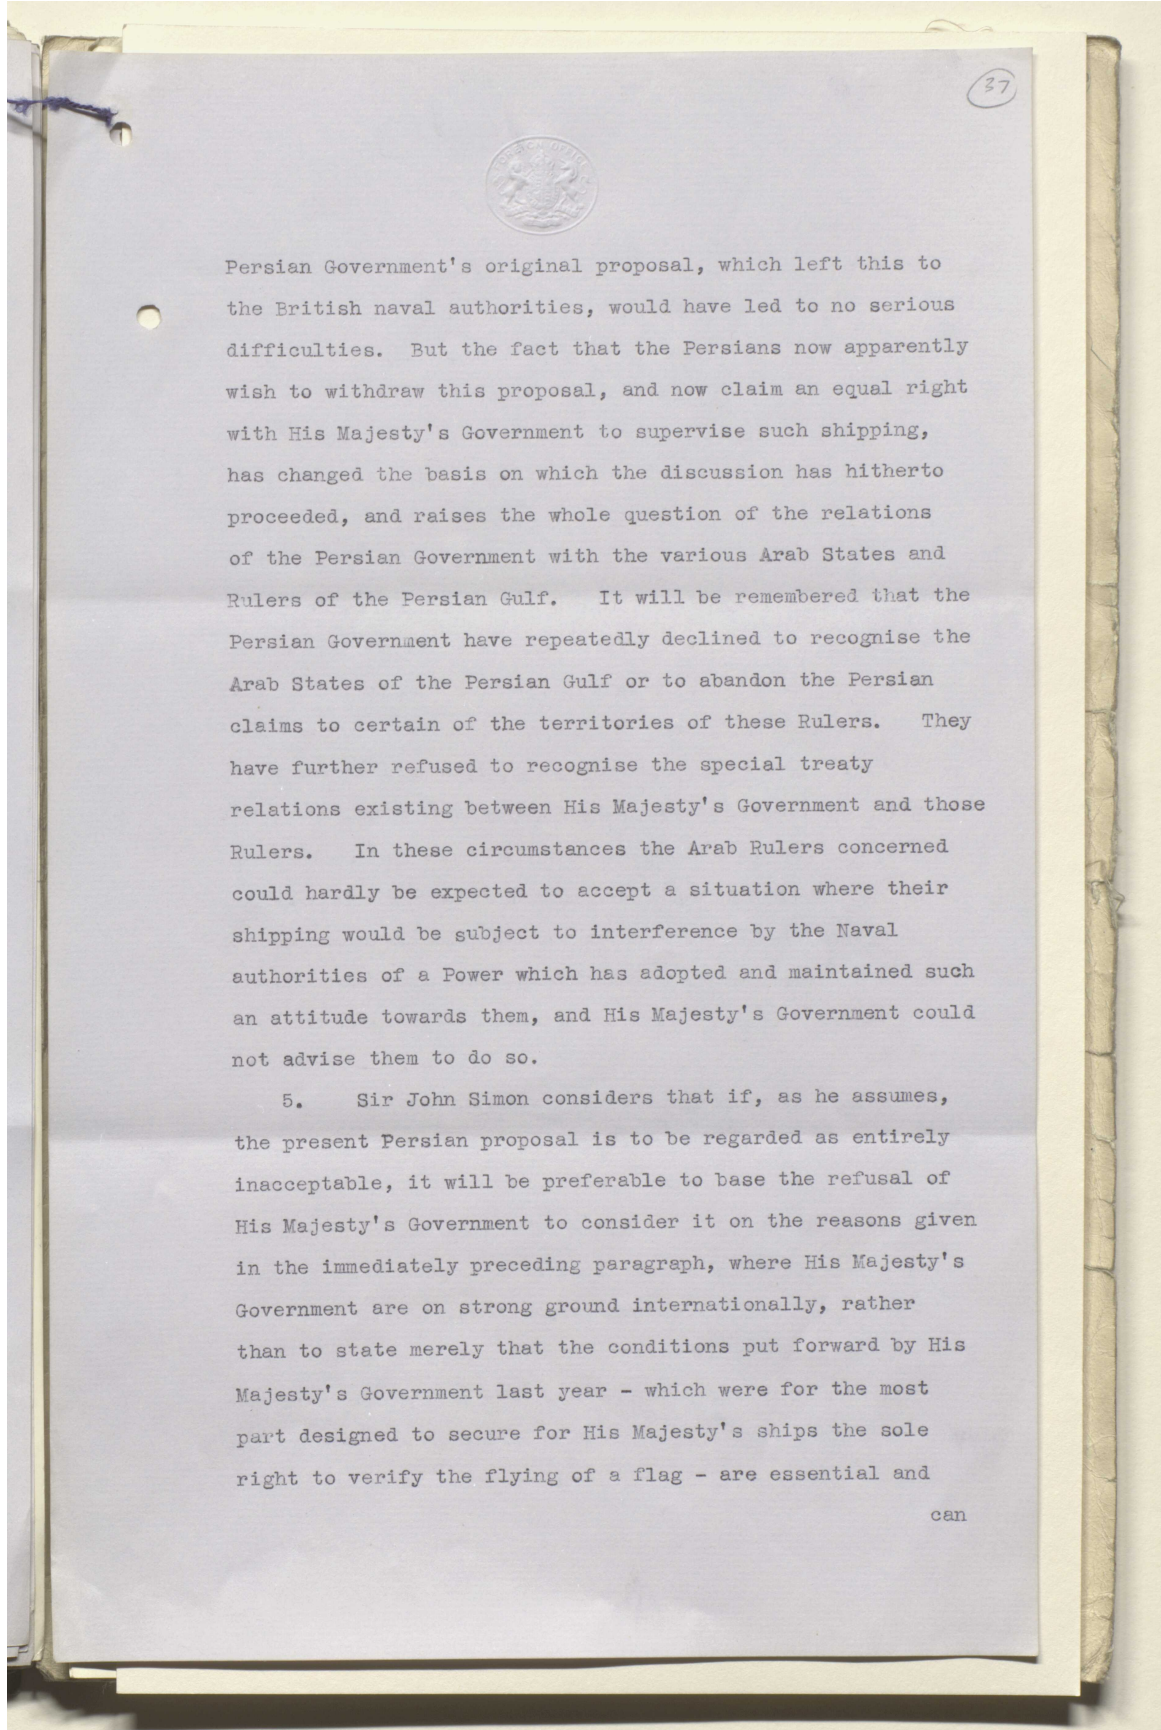 37
FOREIGN OFFICE
Persian Government's original proposal, which left this to
the British naval authorities, would have led to no serious
difficulties. But the fact that the Persians now apparently
wish to withdraw this proposal, and now claim an equal right
with His Majesty's Government to supervise such shipping,
has changed the basis on which the discussion has hitherto
proceeded, and raises the whole question of the relations
of the Persian Government with the various Arab States and
Rulers of the Persian Gulf. It will be remembered that the
Persian Government have repeatedly declined to recognise the
Arab States of the Persian Gulf or to abandon the Persian
claims to certain of the territories of these Rulers. They
have further refused to recognise the special treaty
relations existing between His Majesty's Government and those
Rulers. In these circumstances the Arab Rulers concerned
could hardly be expected to accept a situation where their
shipping would be subject to interference by the Naval
authorities of a Power which has adopted and maintained such
an attitude towards them, and His Majesty's Government could
not advise them to do so.
5. Sir John Simon considers that if, as he assumes,
the present Persian proposal is to be regarded as entirely
inacceptable, it will be preferable to base the refusal of
His Majesty's Government to consider it on the reasons given
in the immediately preceding paragraph, where His Majesty's
Government are on strong ground internationally, rather
than to state merely that the conditions put forward by His
Majesty's Government last year - which were for the most
part designed to secure for His Majesty's ships the sole
right to verify the flying of a flag - are essential and
can